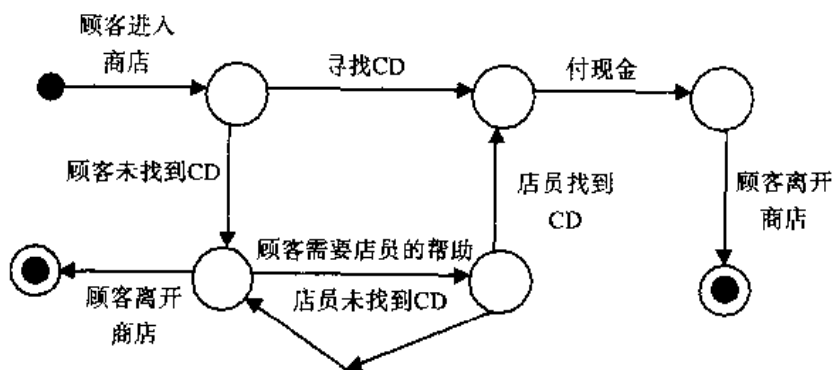 顾客进入
商店
寻找CD
付现金
顾客未找到CD
店员找到
CD
顾客离开
商店
顾客需要店员的帮助
店员未找到CD
顾客离开
商店